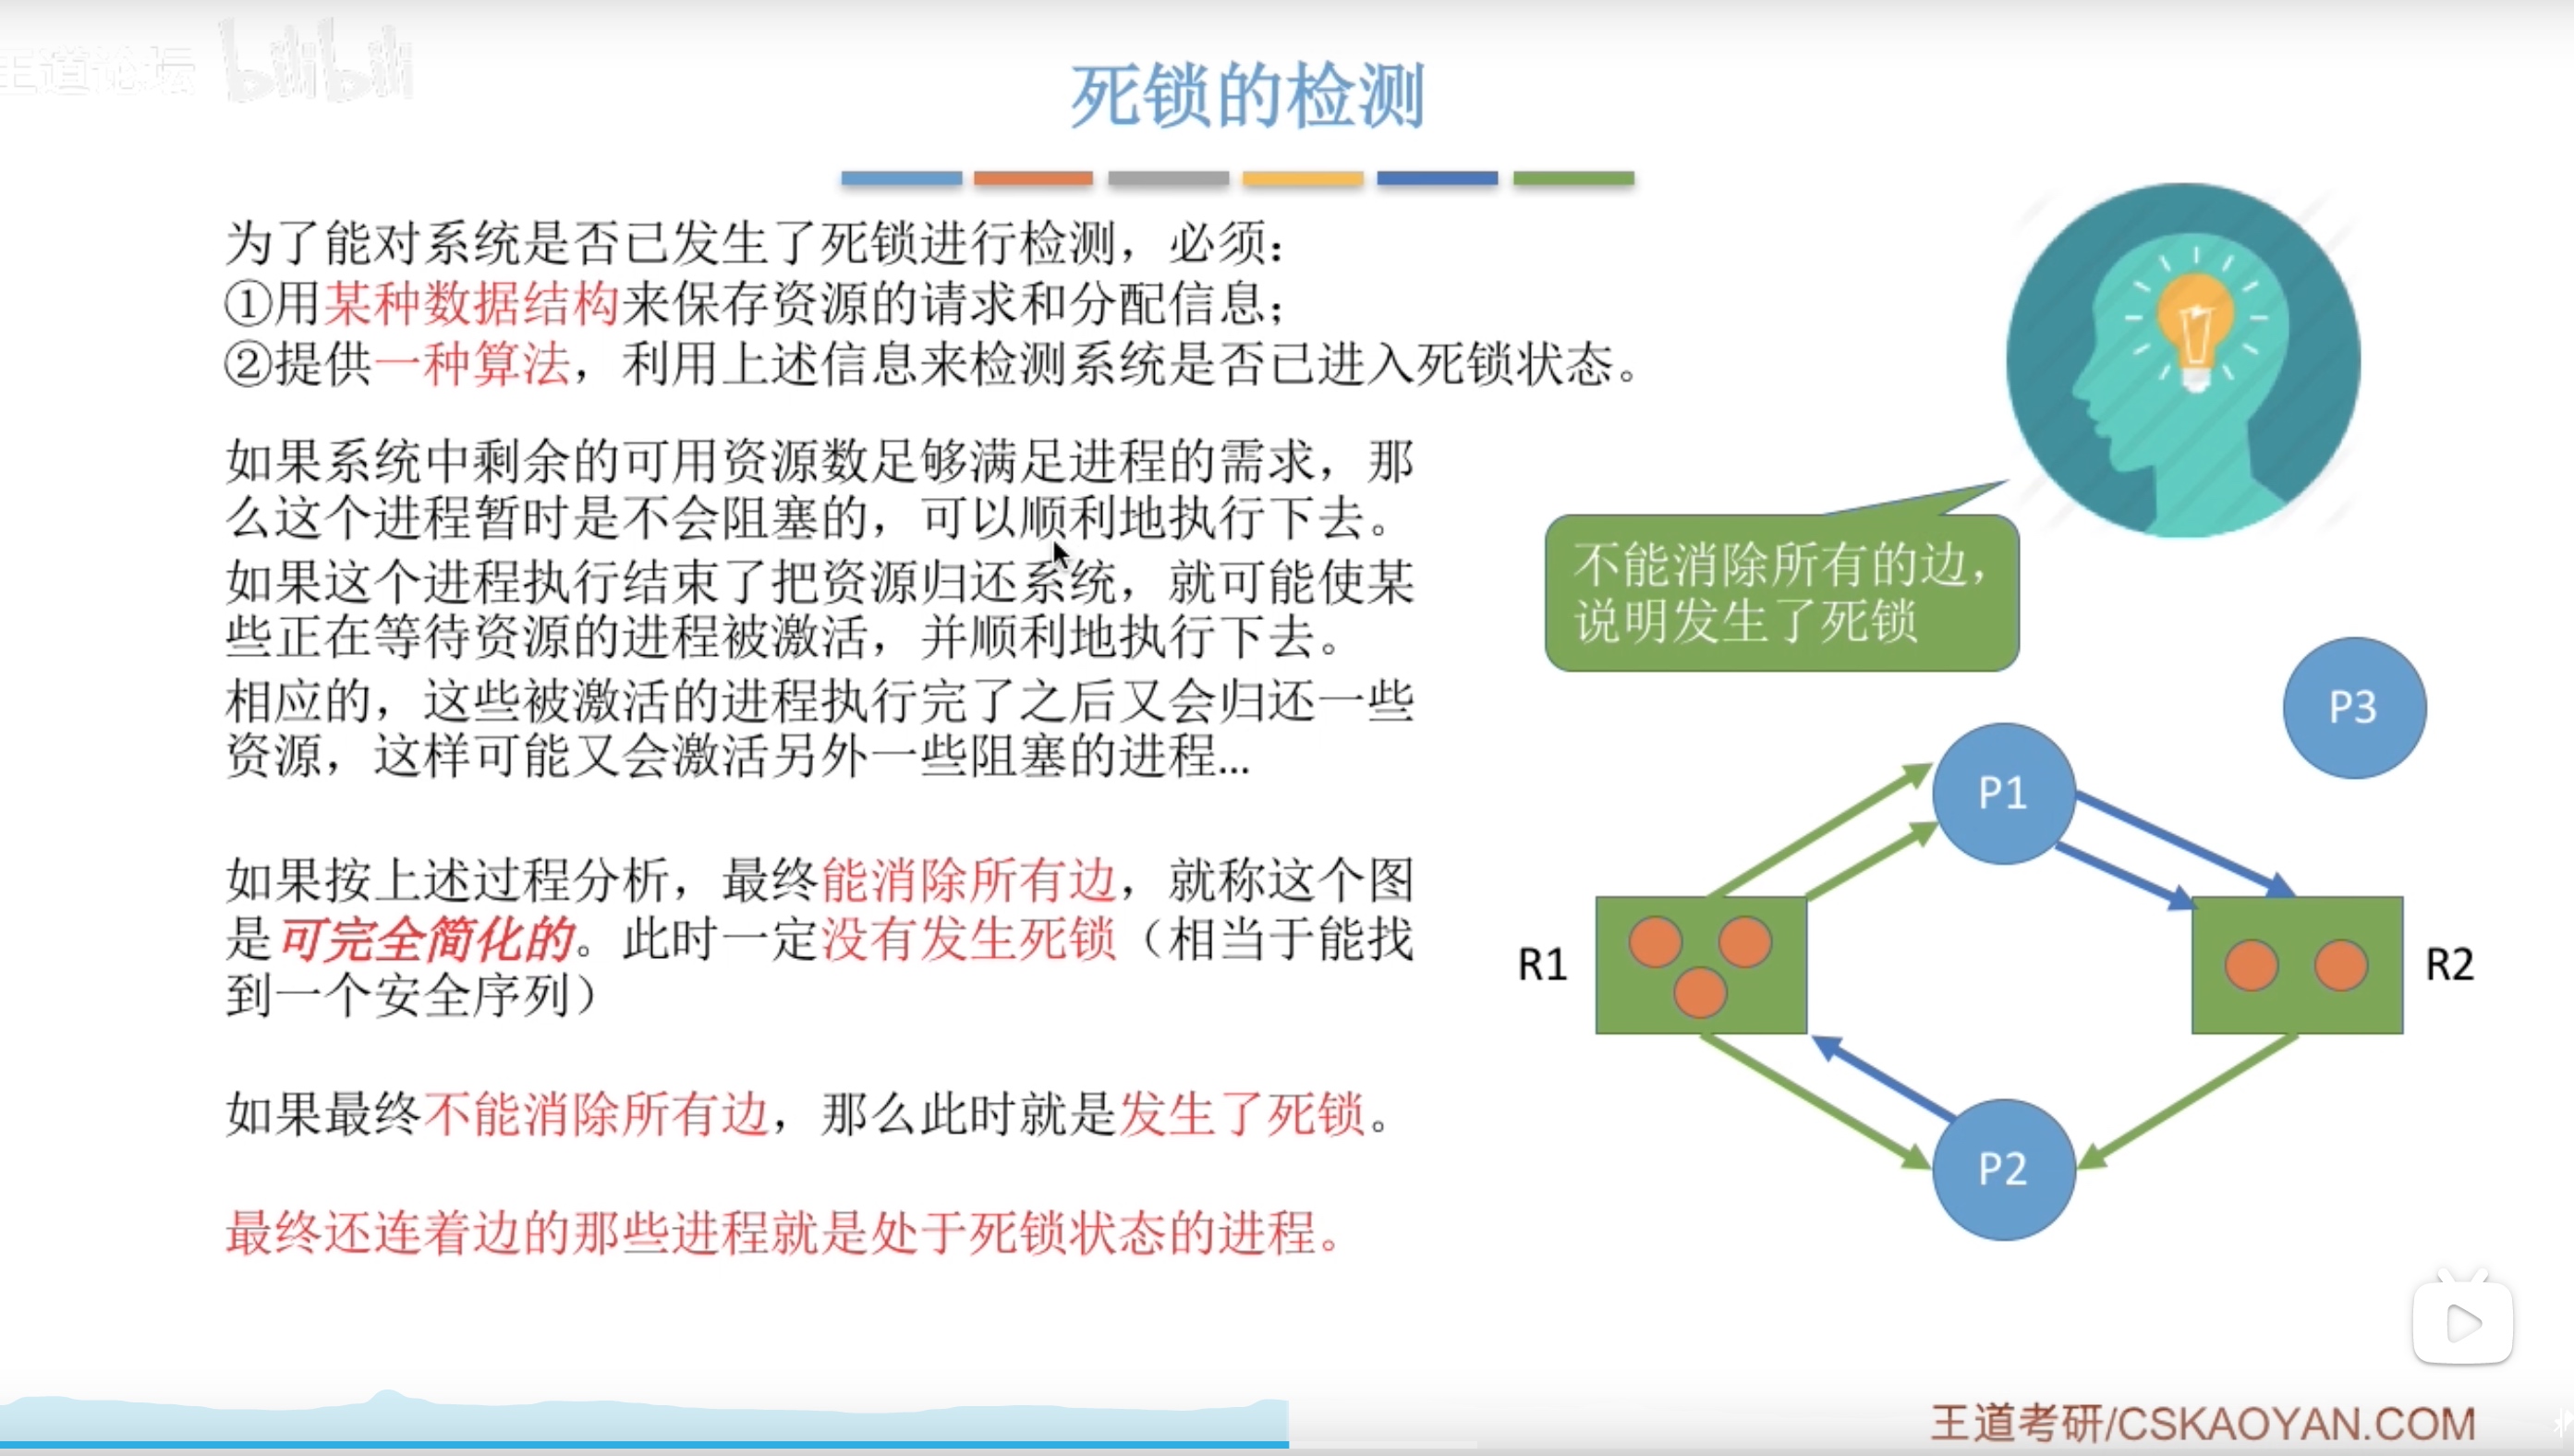 王道论坛 bilibili
死锁的检测
为了能对系统是否已发生了死锁进行检测，必须：
①用某种数据结构来保存资源的请求和分配信息；
②提供一种算法，利用上述信息来检测系统是否已进入死锁状态。
如果系统中剩余的可用资源数足够满足进程的需求，那
么这个进程暂时是不会阻塞的，可以顺利地执行下去。
如果这个进程执行结束了把资源归还系统，就可能使某
些正在等待资源的进程被激活，并顺利地执行下去。
相应的，这些被激活的进程执行完了之后又会归还一些
资源，这样可能又会激活另外一些阻塞的进程...
如果按上述过程分析，最终能消除所有边，就称这个图
是可完全简化的。此时一定没有发生死锁（相当于能找
到一个安全序列）
如果最终不能消除所有边，那么此时就是发生了死锁。
最终还连着边的那些进程就是处于死锁状态的进程。
不能消除所有的边，
说明发生了死锁
P3
P1
R1
R2
P2
王道考研/CSKAOYAN.COM